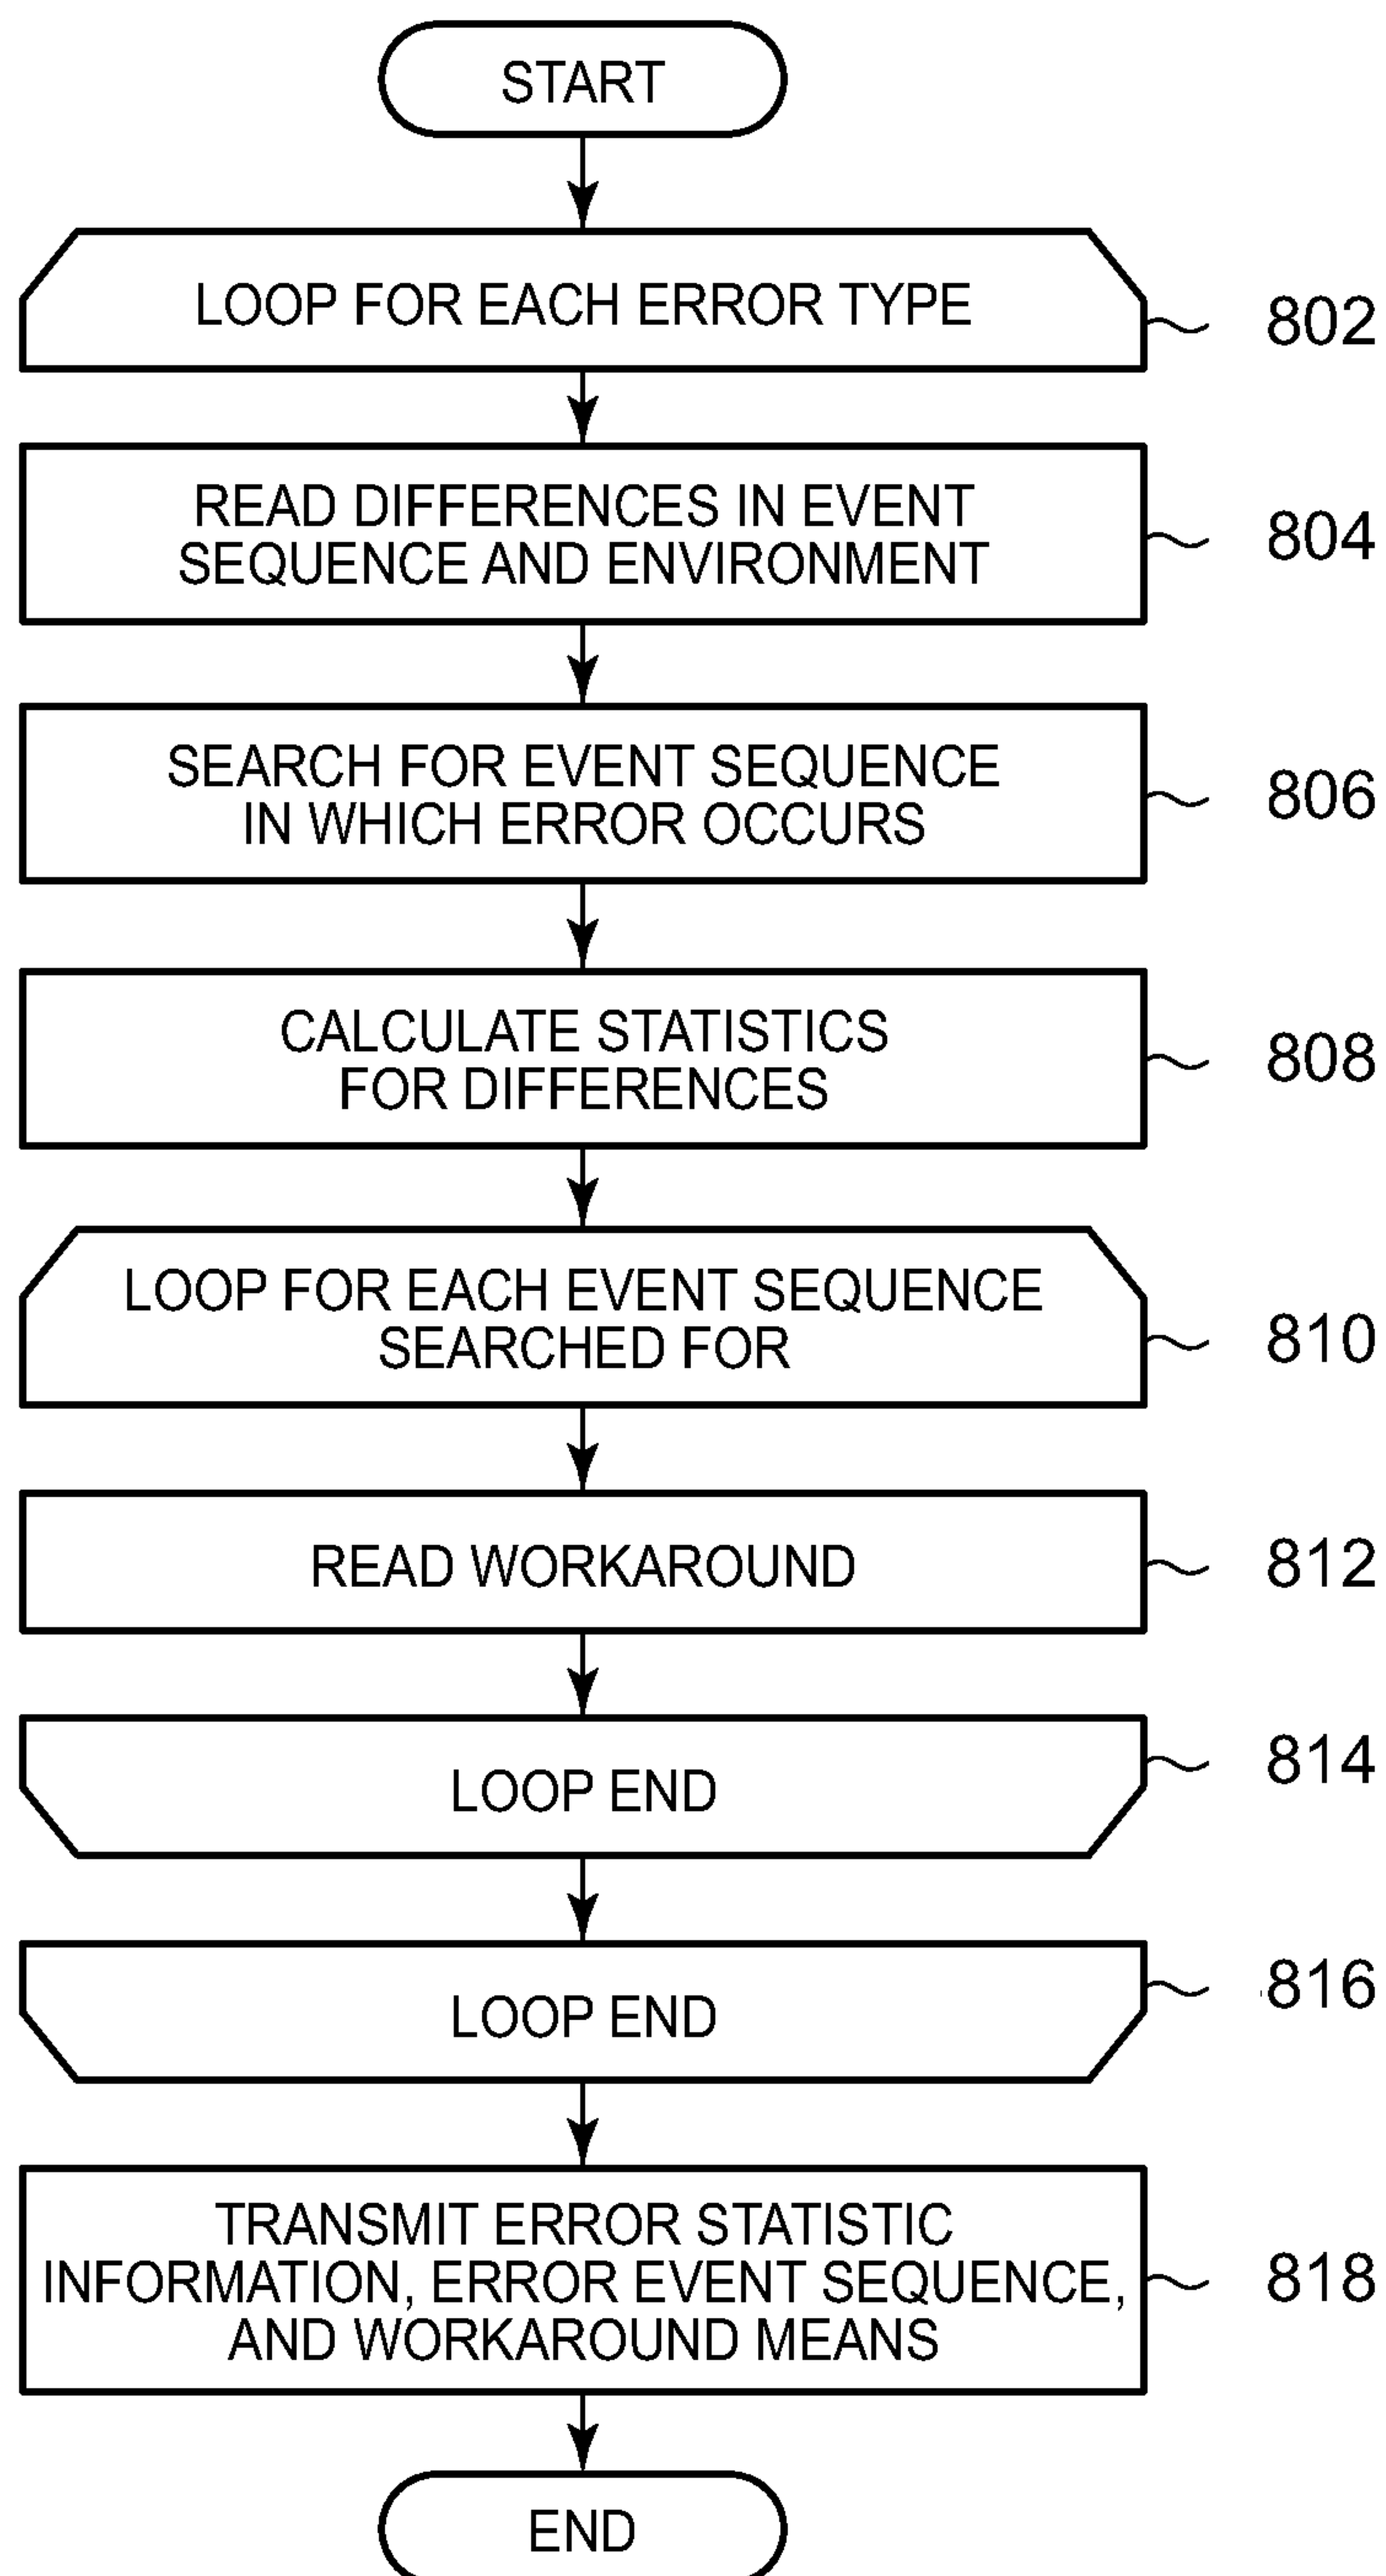 START
LOOP FOR EACH ERROR TYPE
802
READ DIFFERENCES IN EVENT
SEQUENCE AND ENVIRONMENT
804
SEARCH FOR EVENT SEQUENCE
IN WHICH ERROR OCCURS
806
CALCULATE STATISTICS
FOR DIFFERENCES
808
LOOP FOR EACH EVENT SEQUENCE
SEARCHED FOR
810
READ WORKAROUND
812
LOOP END
814
LOOP END
816
TRANSMIT ERROR STATISTIC
INFORMATION, ERROR EVENT SEQUENCE,
AND WORKAROUND MEANS
818
END